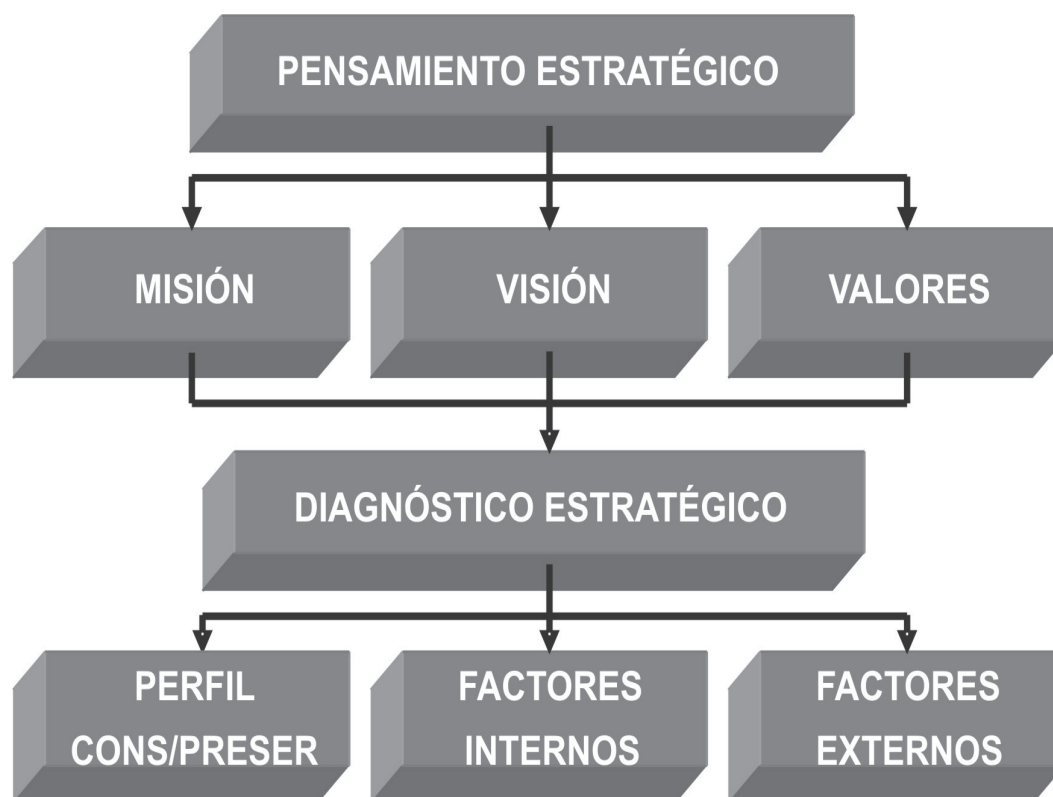 PENSAMIENTO ESTRATÉGICO
MISIÓN
VISIÓN
VALORES
DIAGNÓSTICO ESTRATÉGICO
PERFIL
CONS/PRESER
FACTORES
INTERNOS
FACTORES
EXTERNOS